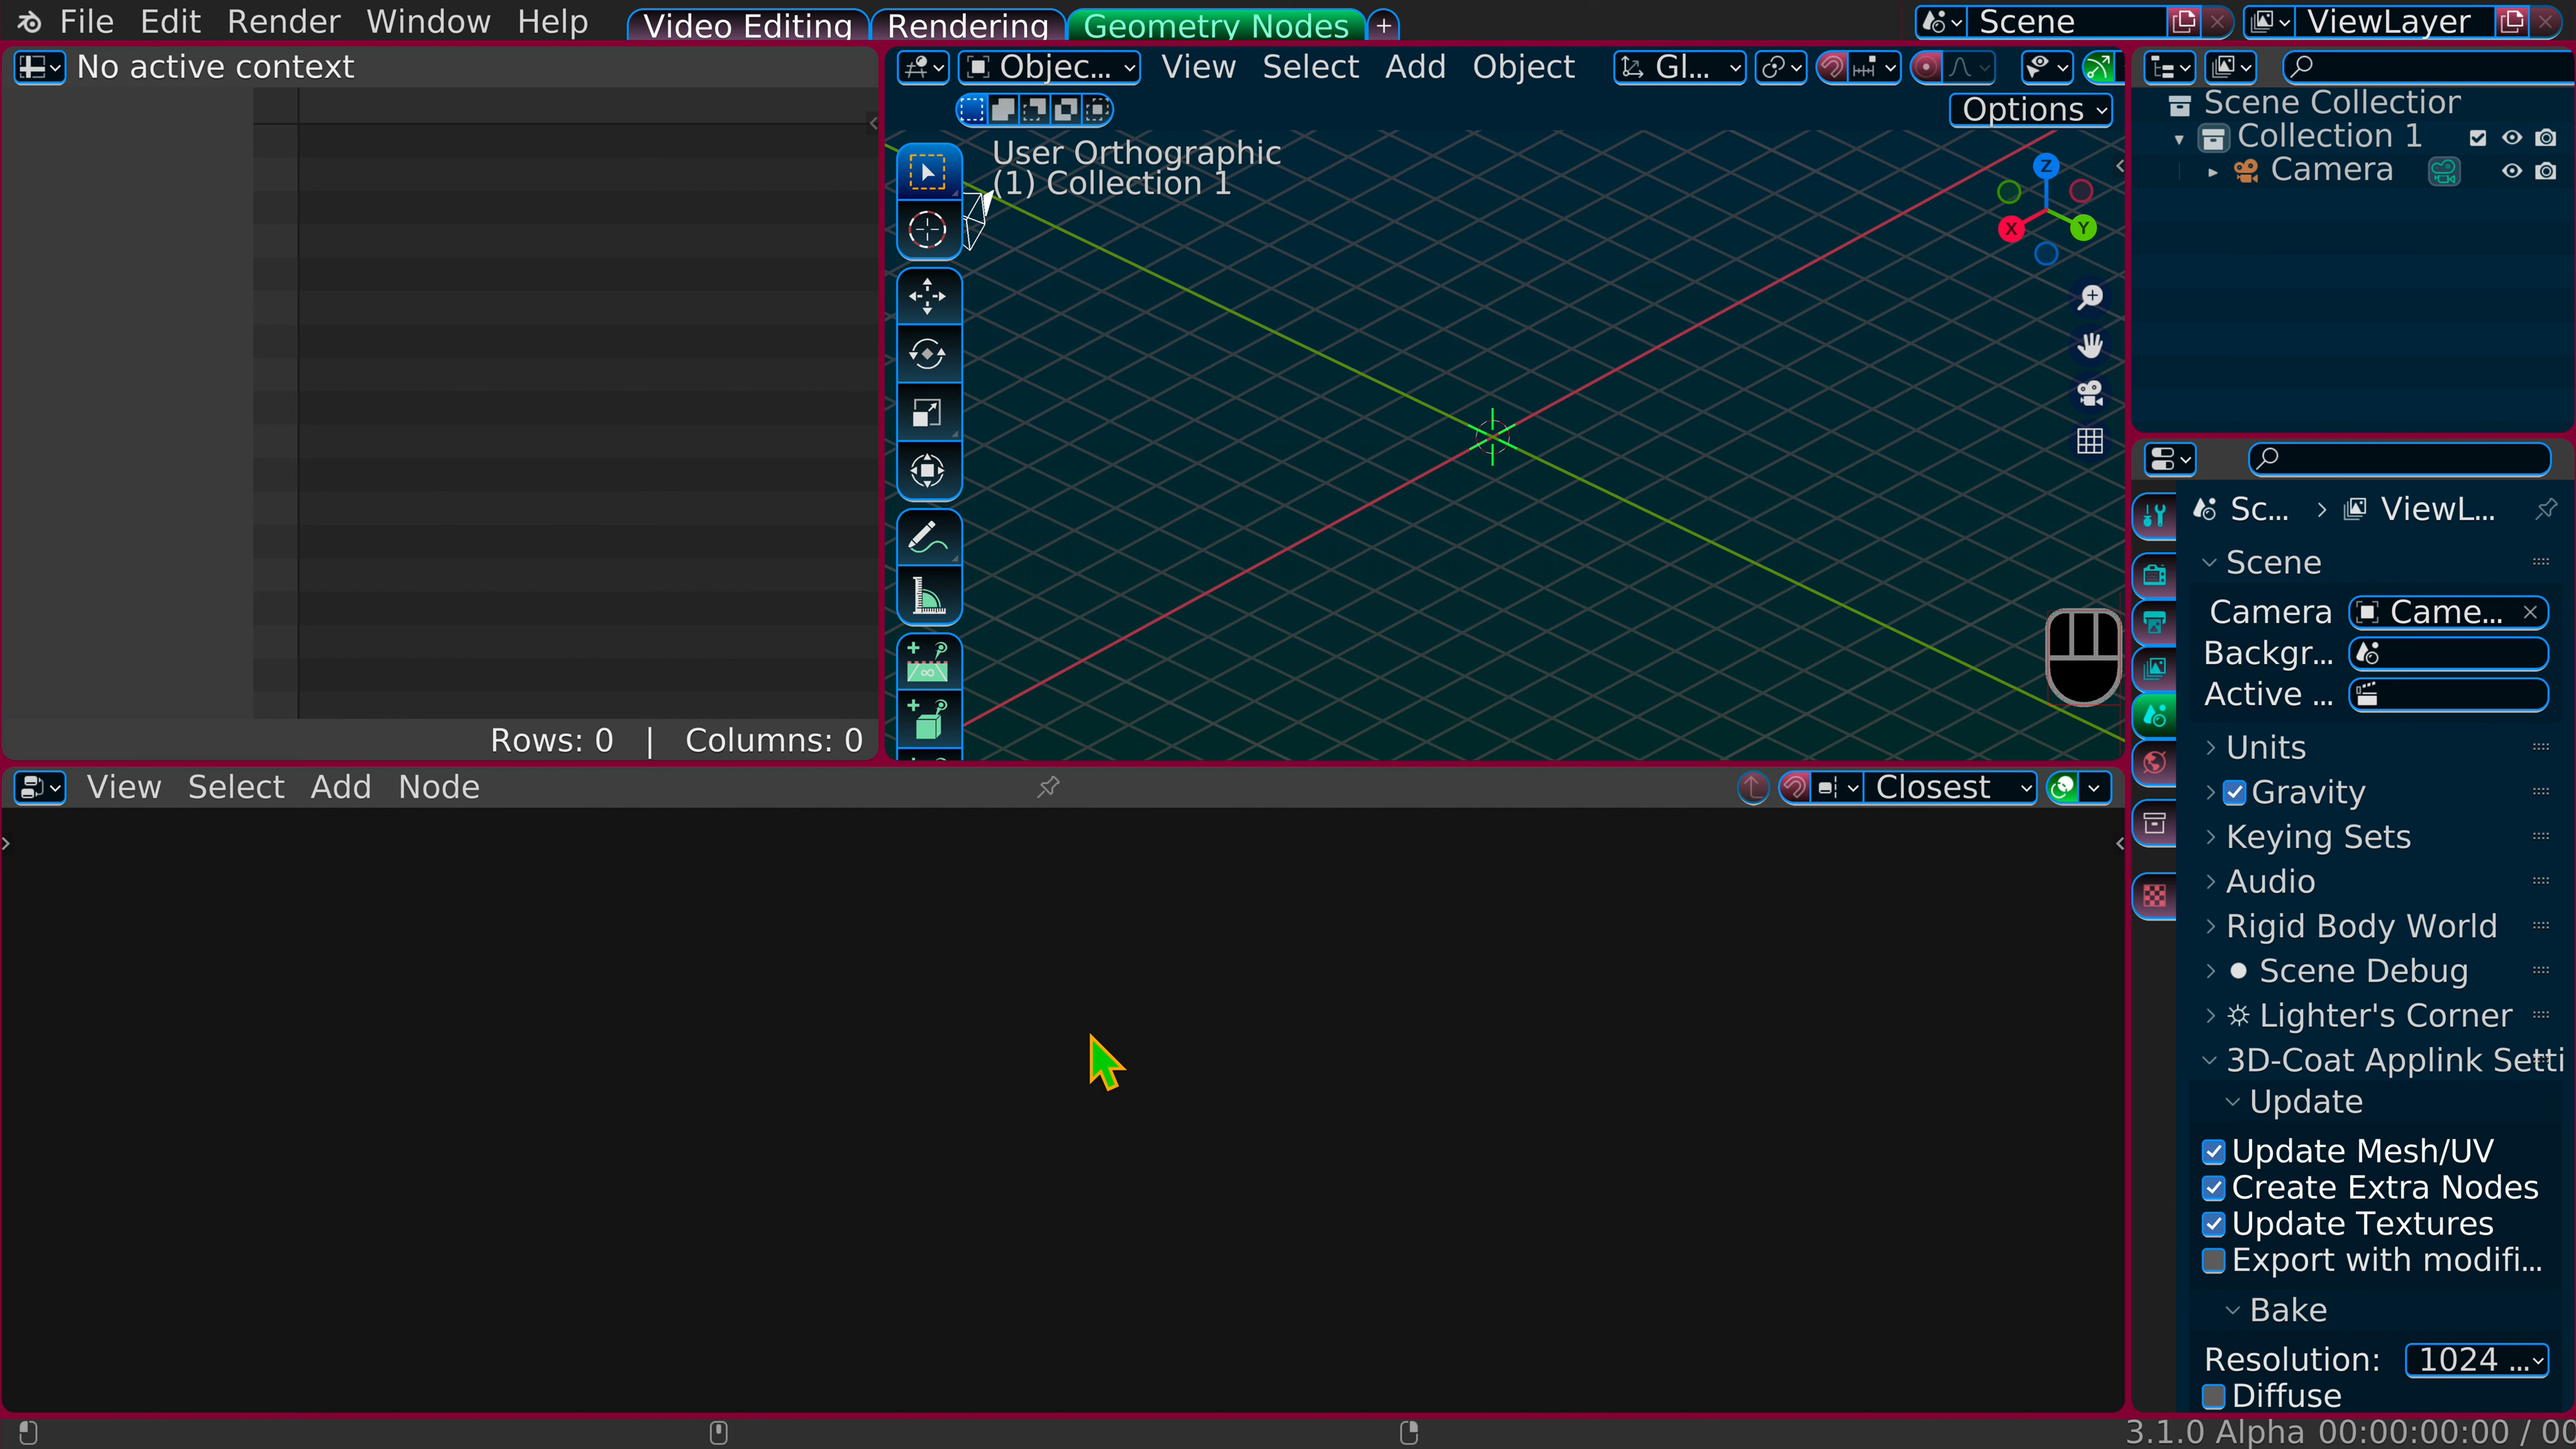 File Edit Render Window Help Video Editing Rendering Geometry Nodes + Scene ViewLayer
No active context
Objec... View Select Add Object Gl...
Options
User Orthographic
(1) Collection 1
Z
X
Y
Rows: 0 | Columns: 0
Scene Collection
Collection 1
Camera
Sc... > ViewL...
Scene
Camera Came...
Backgr...
Active ...
Units
Gravity
Keying Sets
Audio
Rigid Body World
Scene Debug
Lighter's Corner
3D-Coat Applink Setti
Update
Update Mesh/UV
Create Extra Nodes
Update Textures
Export with modifi...
Bake
Resolution: 1024 ...
Diffuse
View Select Add Node Closest
3.1.0 Alpha 00:00:00:00 / 00